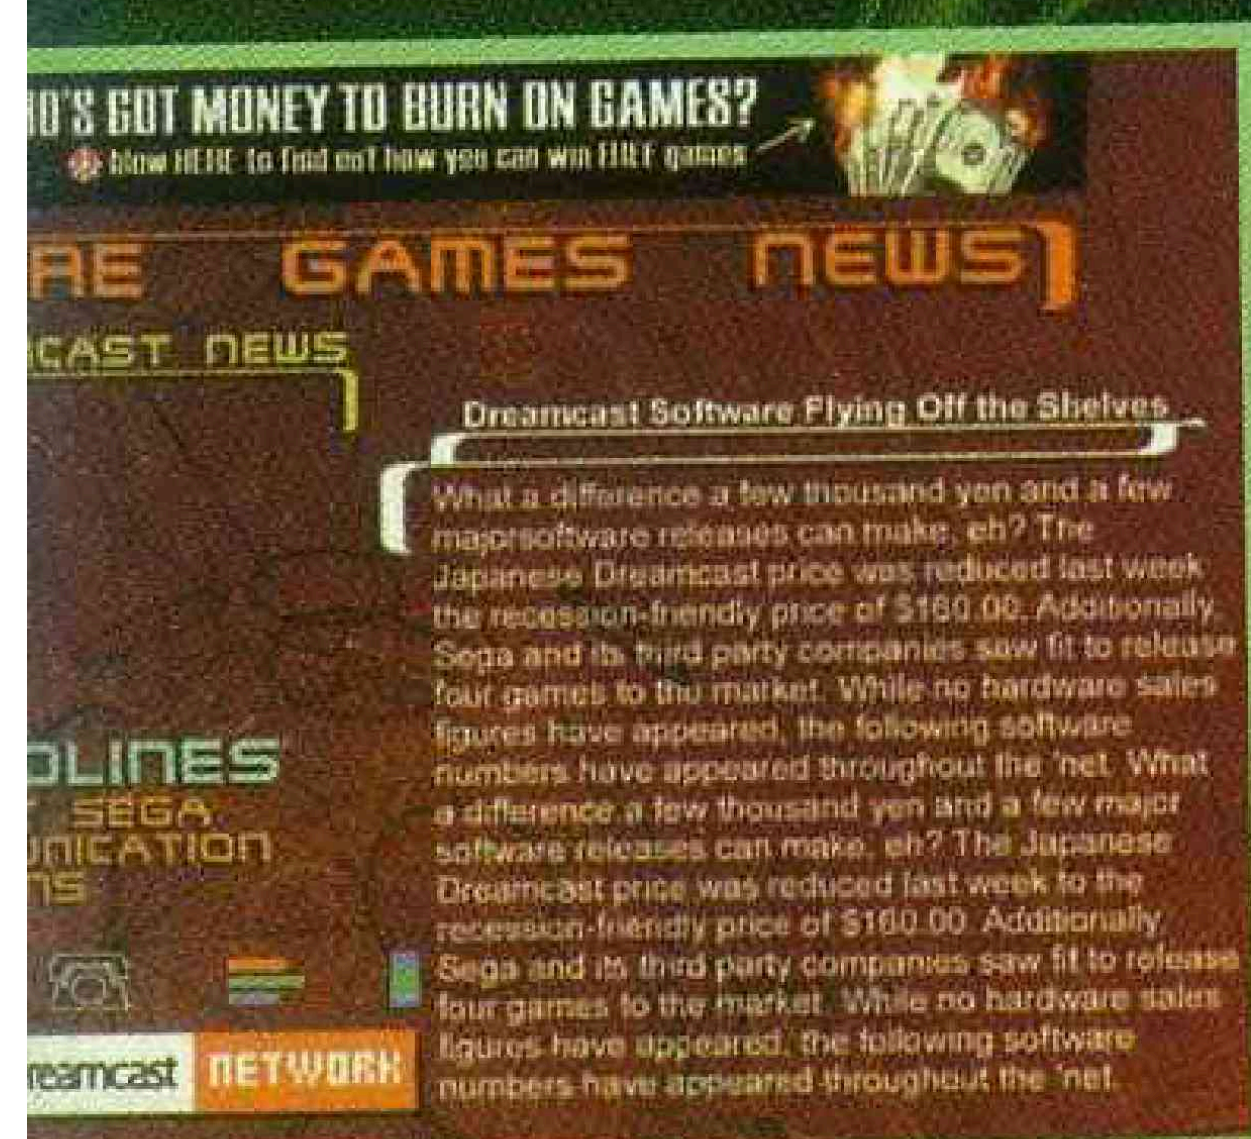 HO'S GOT MONEY TO BURN ON GAMES?
blow HERE to find out how you can win FREE games
RE GAMES NEWS
CAST NEWS
Dreamcast Software Flying Off the Shelves
What a difference a few thousand yen and a few
majorsoftware releases can make, eh? The
Japanese Dreamcast price was reduced last week
the recession-friendly price of $160.00. Additionally,
Sega and its third party companies saw fit to release
four games to the market. While no hardware sales
figures have appeared, the following software
numbers have appeared throughout the 'net. What
a difference a few thousand yen and a few major
software releases can make, eh? The Japanese
Dreamcast price was reduced last week to the
recession-friendly price of $160.00. Additionally,
Sega and its third party companies saw fit to release
four games to the market. While no hardware sales
figures have appeared, the following software
numbers have appeared throughout the 'net.
DLINES
SEGA
UNICATION
NS
reamcast NETWORK